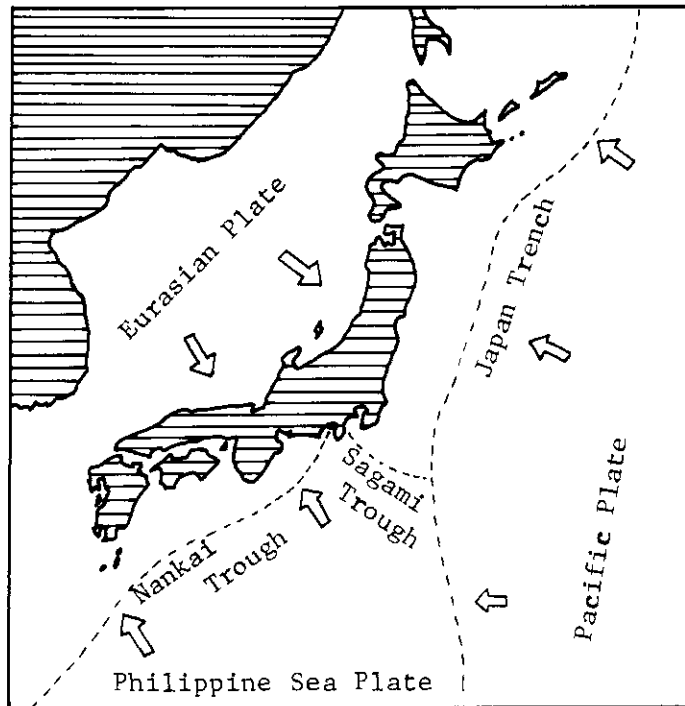 Eurasian Plate
Japan Trench
Sagami
Trough
Nankai
Trough
Pacific Plate
Philippine Sea Plate